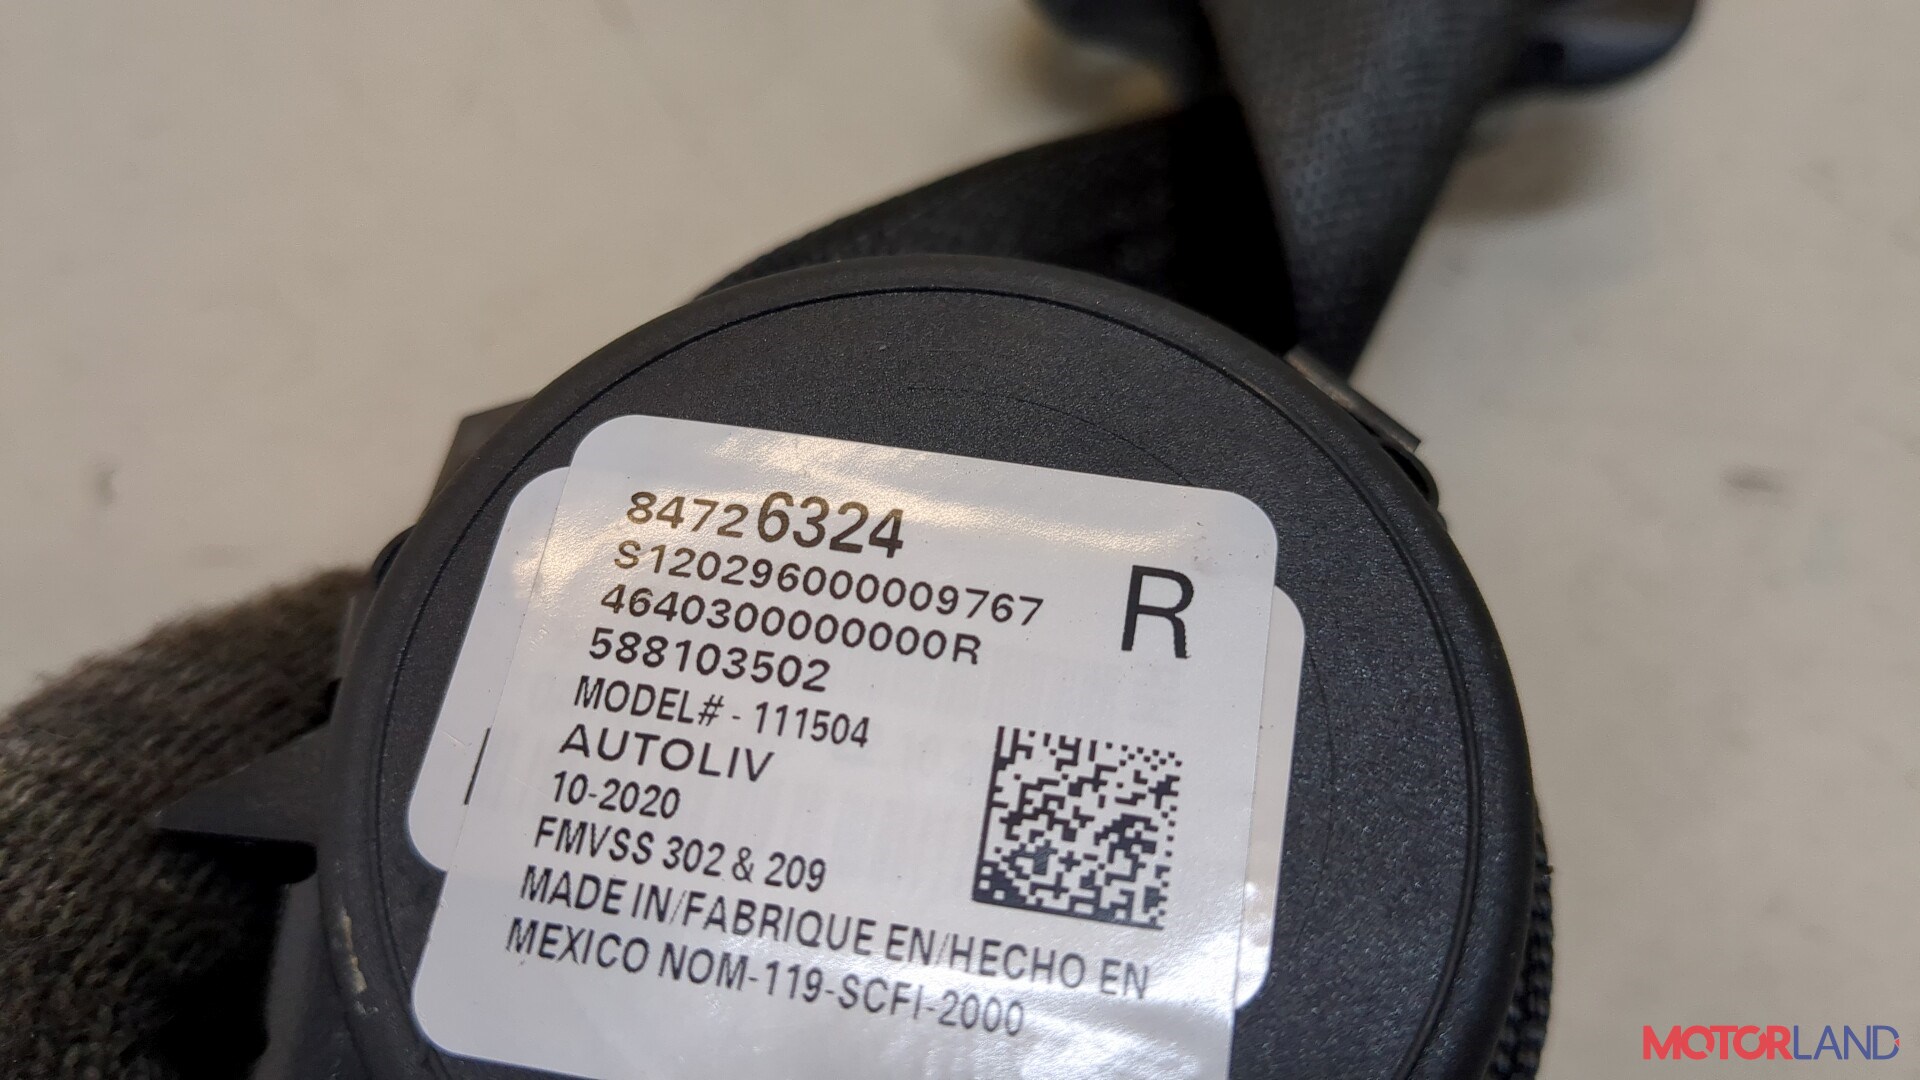 84726324
S120296000009767
4640300000000R
R
588103502
MODEL# - 111504
AUTOLIV
10-2020
FMVSS 302 & 209
MADE IN/FABRIQUE EN/HECHO EN
MEXICO NOM-119-SCFI-2000
MOTORLAND